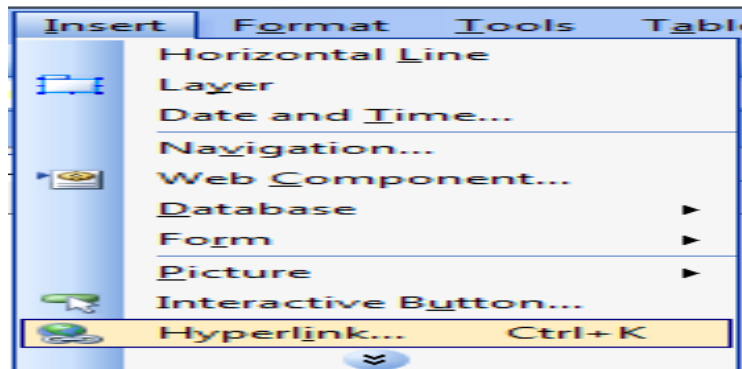 Insert Format Tools
Horizontal Line
Layer
Date and Time...
Navigation...
Web Component...
Database
Form
Picture
Interactive Button...
Hyperlink... Ctrl+K